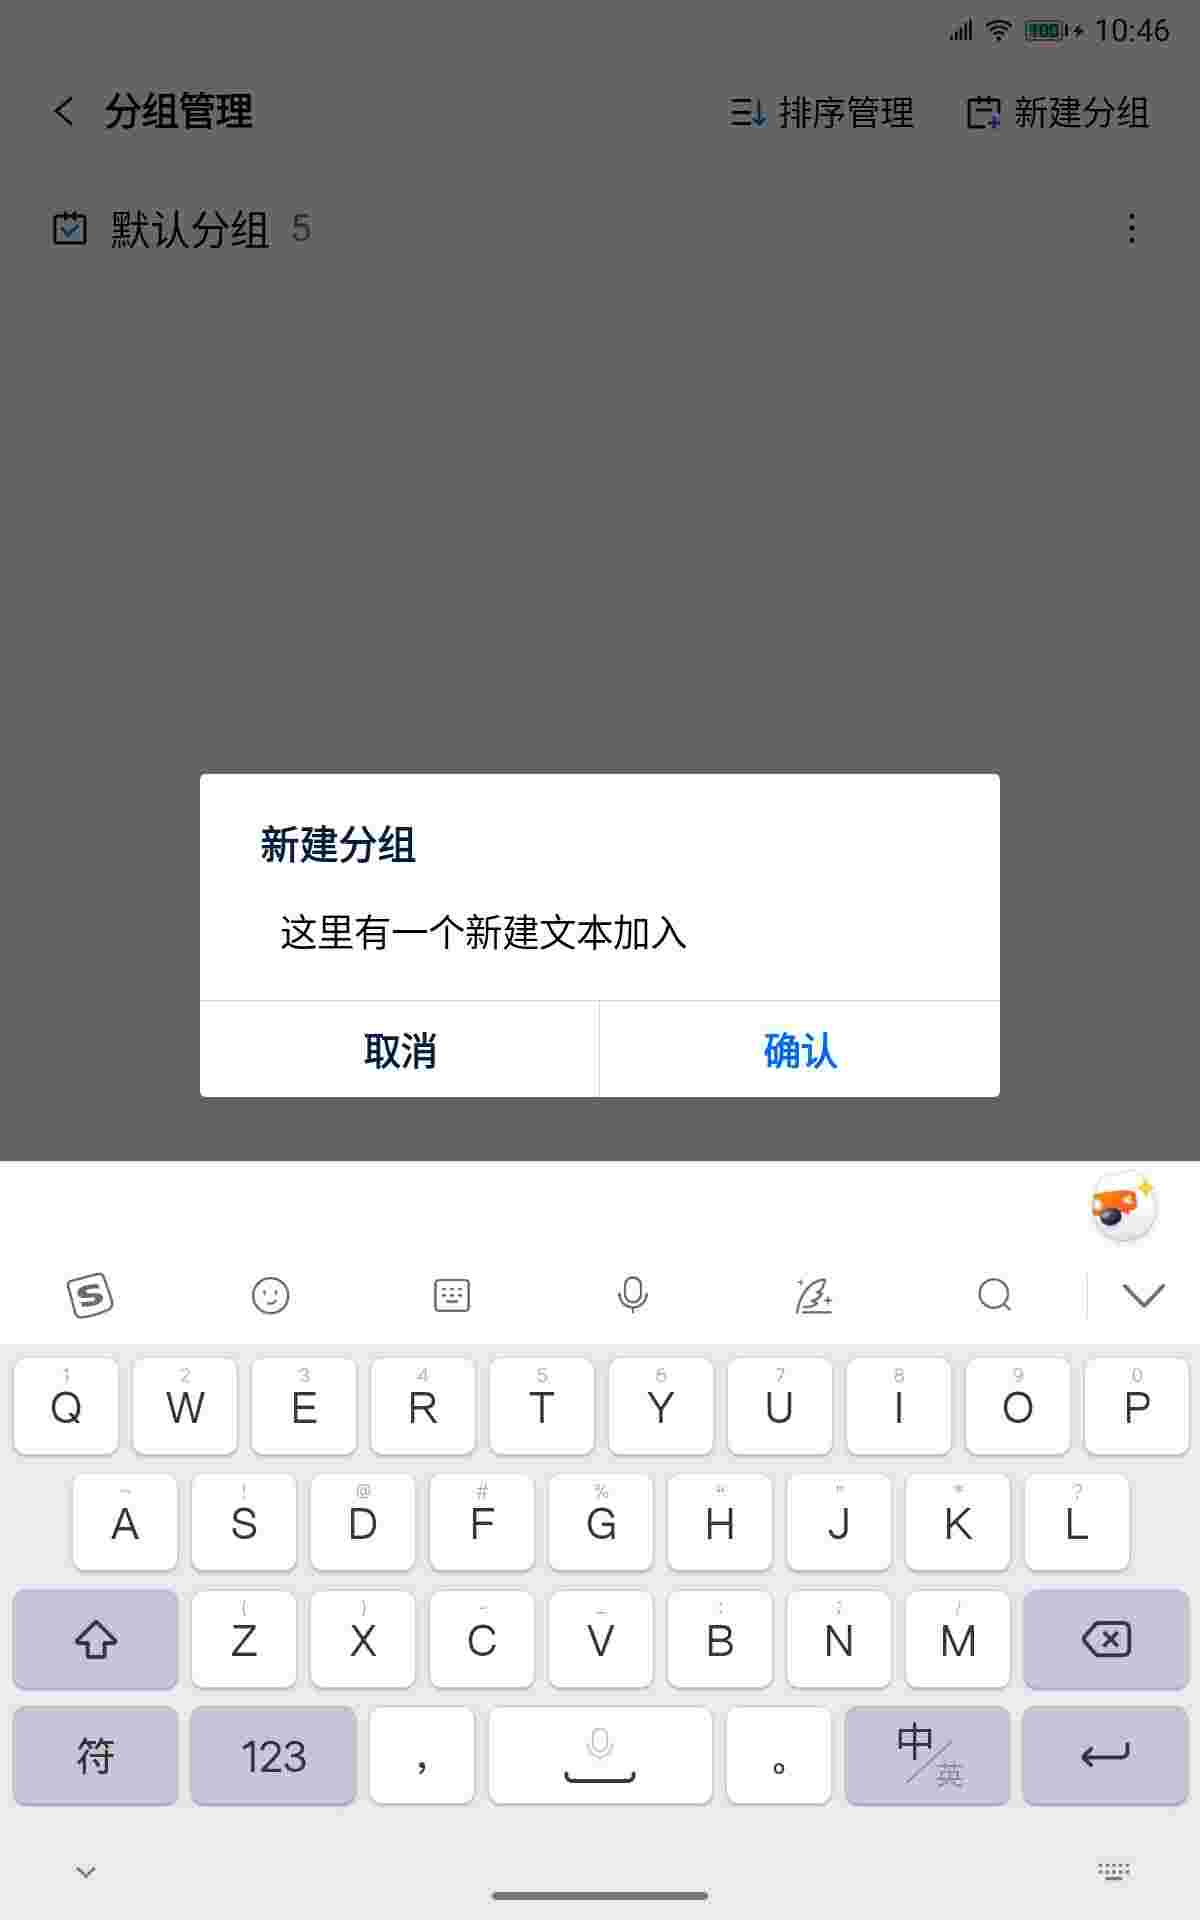 100 10:46
分组管理 排序管理 新建分组
默认分组 5
新建分组
这里有一个新建文本加入
取消 确认
S
1 2 3 4 5 6 7 8 9 0
Q W E R T Y U I O P
~ ! @ # % “ ” * ?
A S D F G H J K L
( ) - _ : ; /
Z X C V B N M
符 123 ， 。 中/英